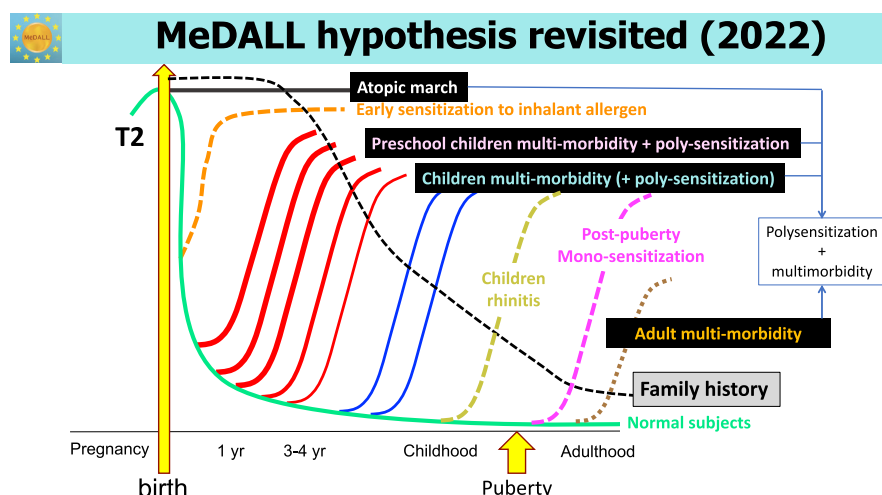 MeDALL
MeDALL hypothesis revisited (2022)
Atopic march
Early sensitization to inhalant allergen
T2
Preschool children multi-morbidity + poly-sensitization
Children multi-morbidity (+ poly-sensitization)
Post-puberty
Mono-sensitization
Polysensitization
+
multimorbidity
Children
rhinitis
Adult multi-morbidity
Family history
Normal subjects
Pregnancy
1 yr
3-4 yr
Childhood
Adulthood
birth
Puberty